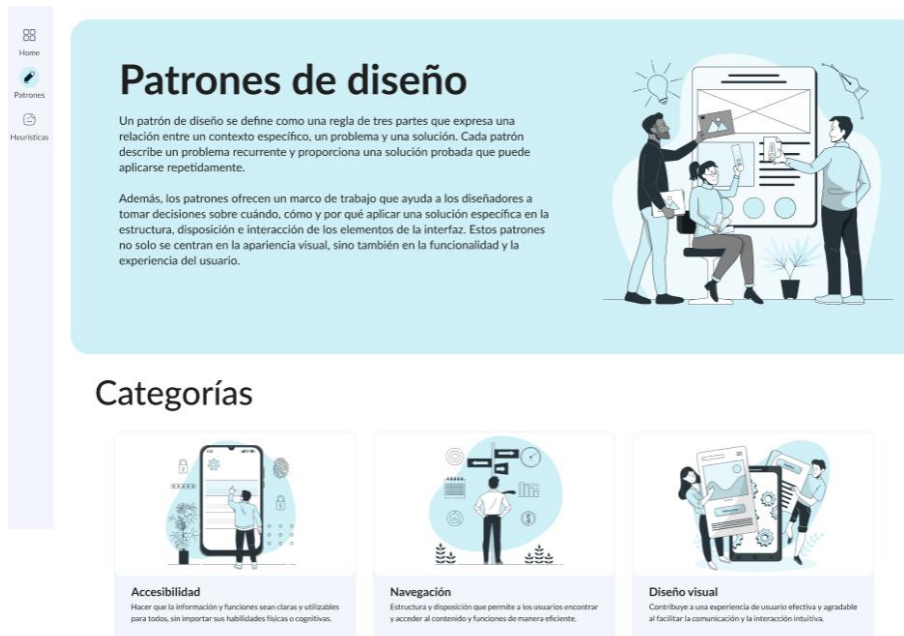 Home
Patrones
Heurísticas
Patrones de diseño
Un patrón de diseño se define como una regla de tres partes que expresa una
relación entre un contexto específico, un problema y una solución. Cada patrón
describe un problema recurrente y proporciona una solución probada que puede
aplicarse repetidamente.
Además, los patrones ofrecen un marco de trabajo que ayuda a los diseñadores a
tomar decisiones sobre cuándo, cómo y por qué aplicar una solución específica en la
estructura, disposición e interacción de los elementos de la interfaz. Estos patrones
no solo se centran en la apariencia visual, sino también en la funcionalidad y la
experiencia del usuario.
Categorías
Accesibilidad
Hacer que la información y funciones sean claras y utilizables
para todos, sin importar sus habilidades físicas o cognitivas.
Navegación
Estructura y disposición que permite a los usuarios encontrar
y acceder al contenido y funciones de manera eficiente.
Diseño visual
Contribuye a una experiencia de usuario efectiva y agradable
al facilitar la comunicación y la interacción intuitiva.